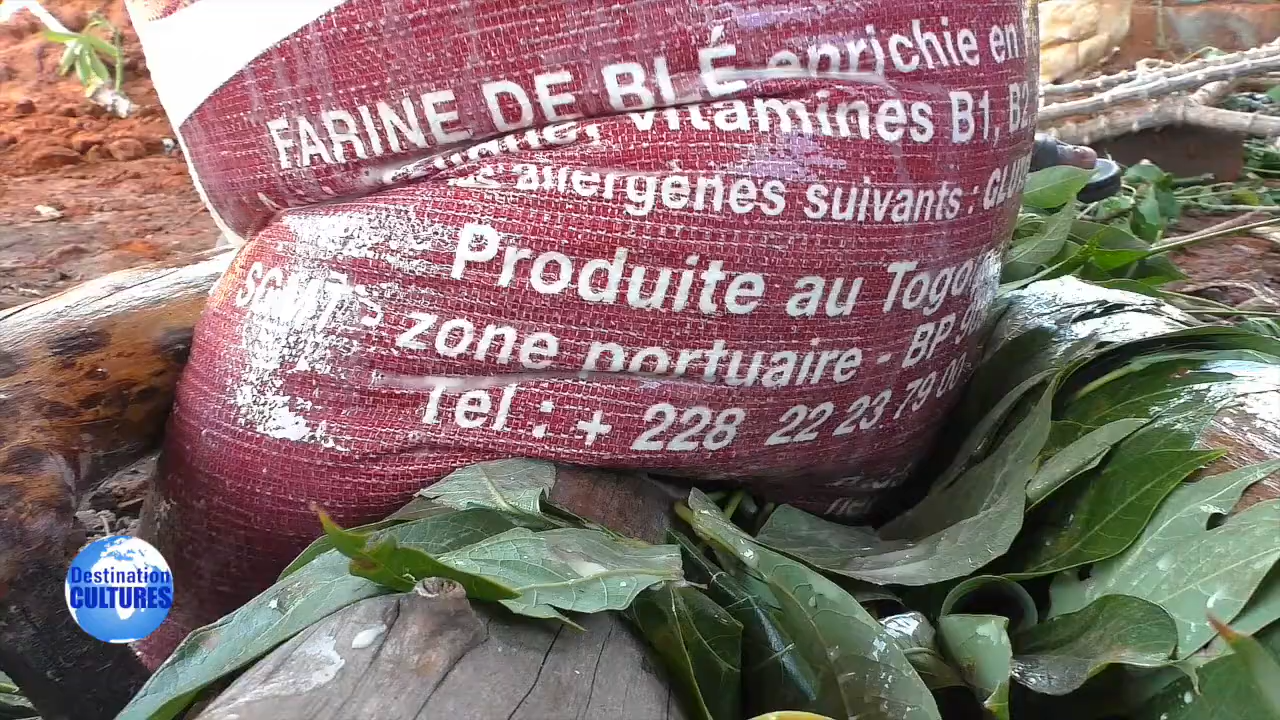 FARINE DE BLÉ enrichie en
vitamines B1, B2
allergènes suivants :
Produite au Togo
zone portuaire - BP
Tel : + 228 22 23 79 00
Destination
CULTURES